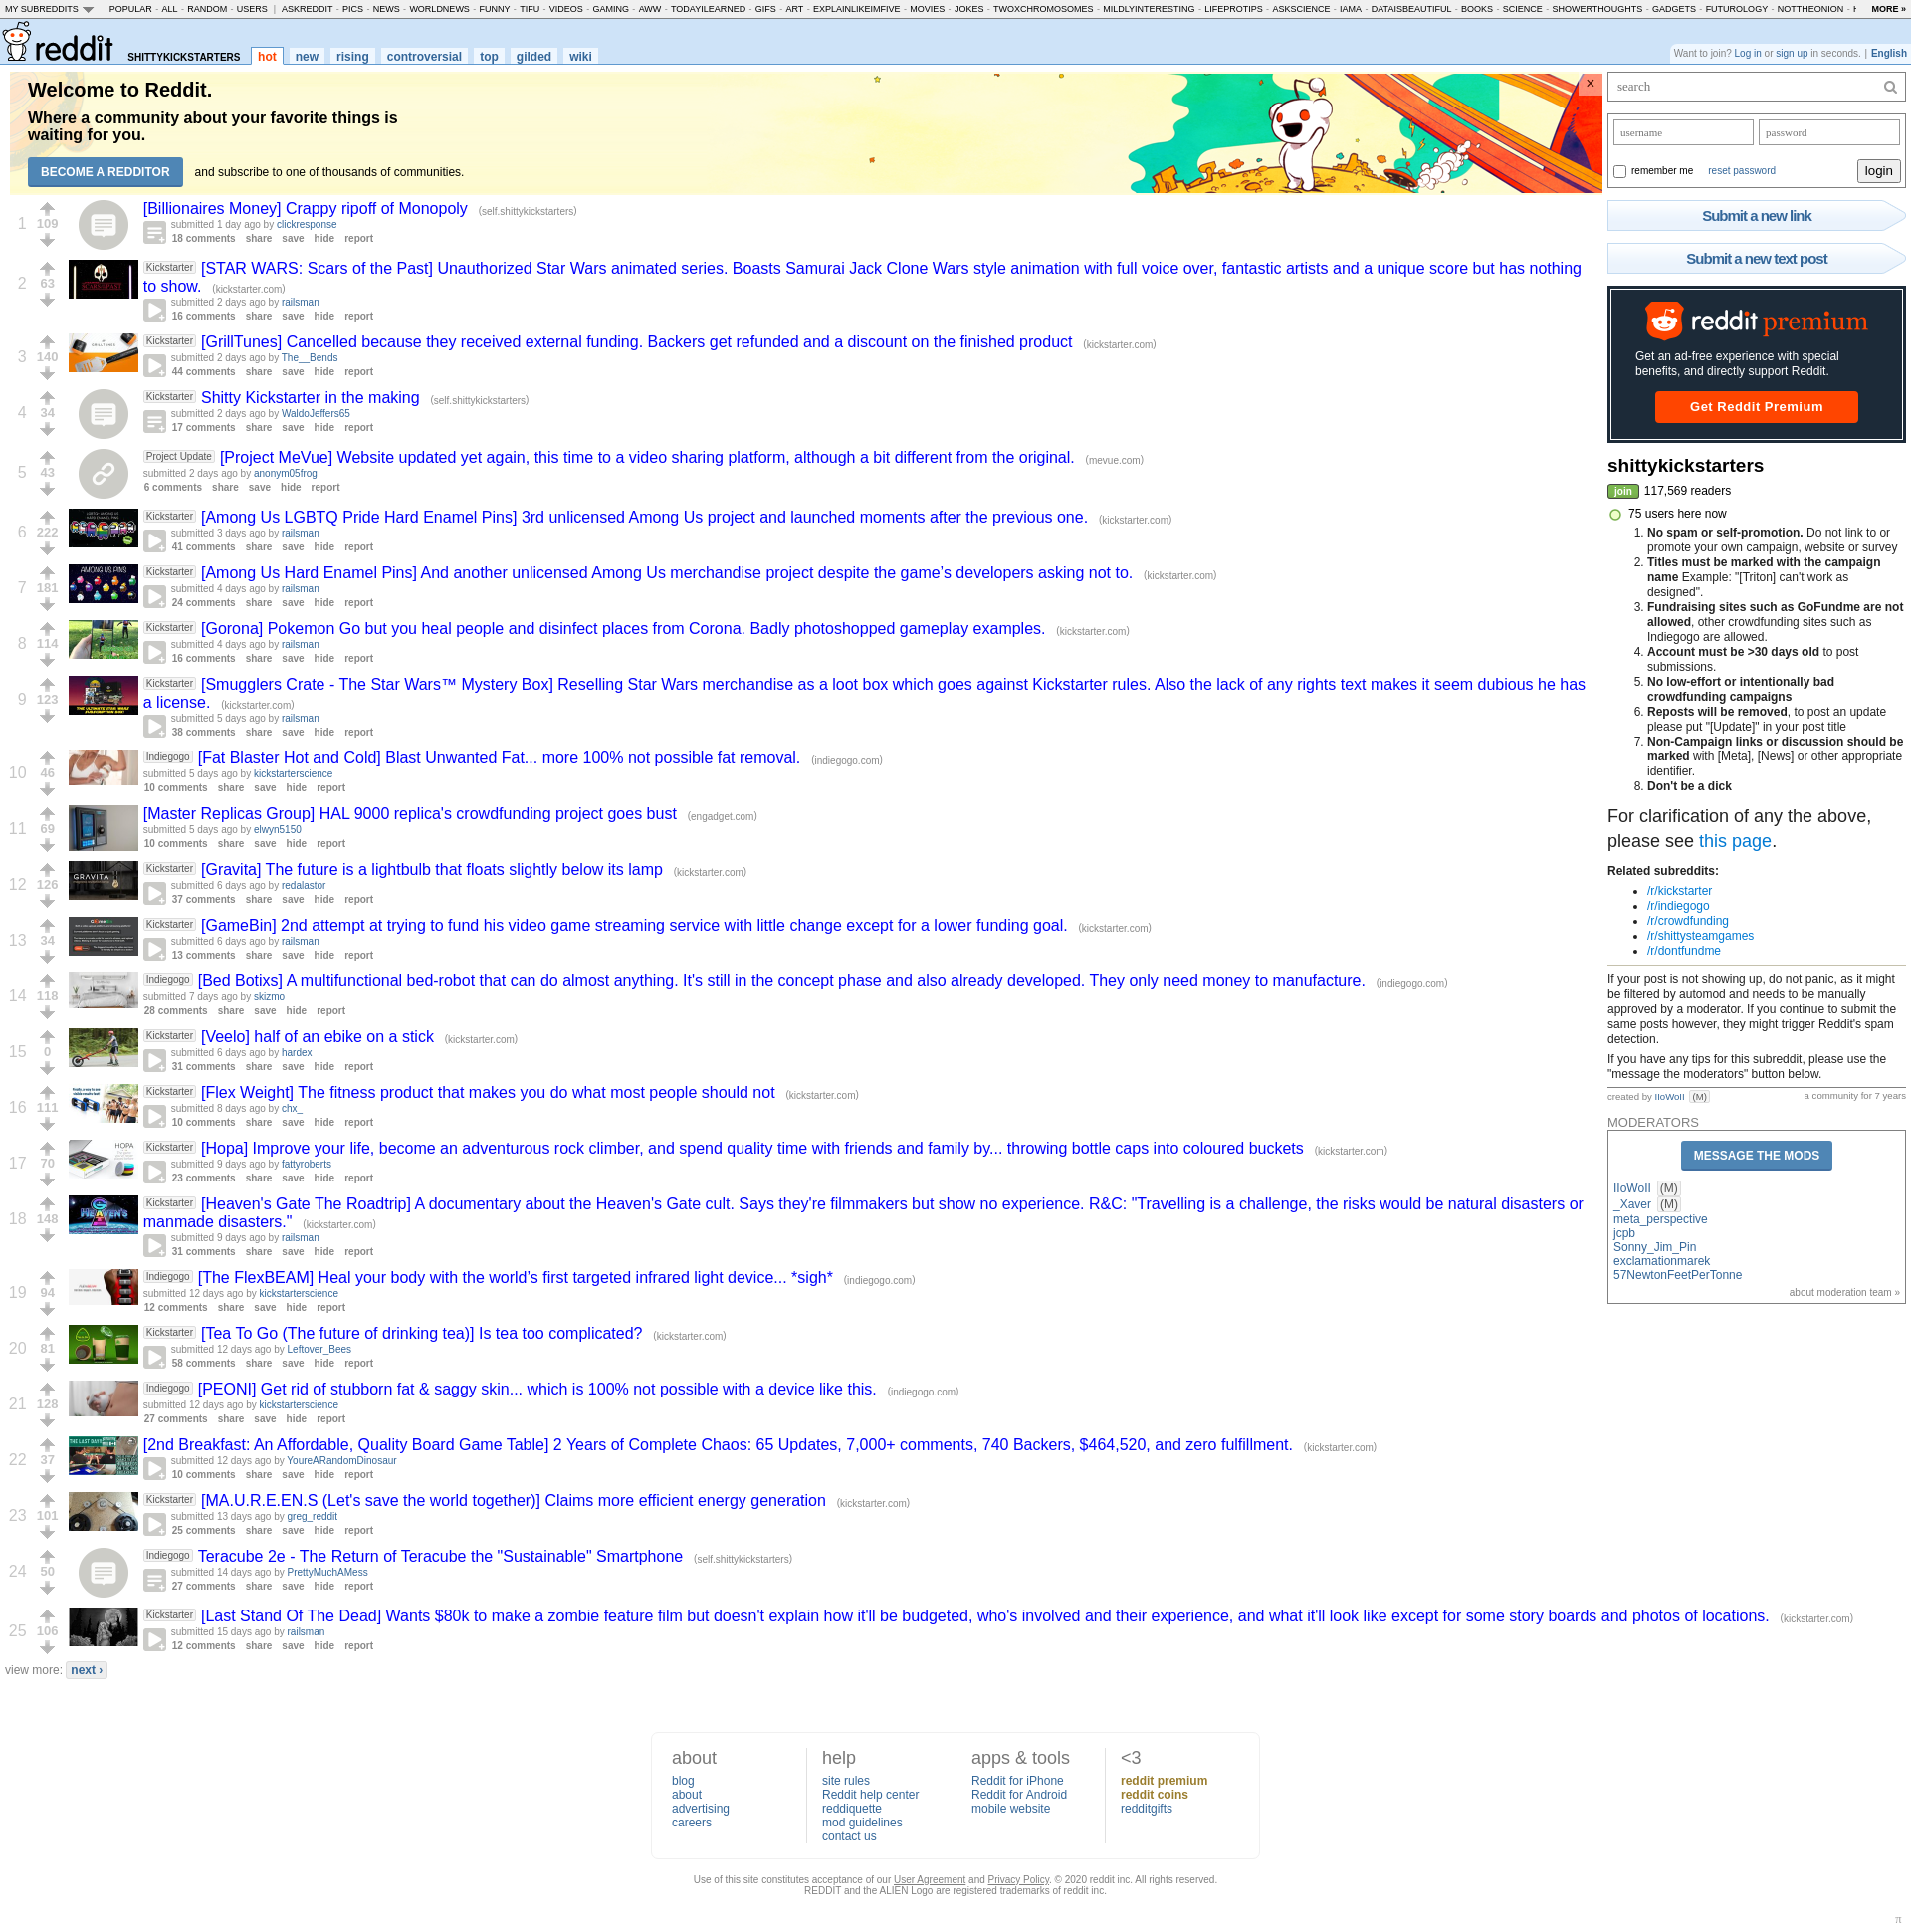 MY SUBREDDITS POPULAR - ALL - RANDOM - USERS | ASKREDDIT - PICS - NEWS - WORLDNEWS - FUNNY - TIFU - VIDEOS - GAMING - AWW - TODAYILEARNED - GIFS - ART - EXPLAINLIKEIMFIVE - MOVIES - JOKES - TWOXCHROMOSOMES - MILDLYINTERESTING - LIFEPROTIPS - ASKSCIENCE - IAMA - DATAISBEAUTIFUL - BOOKS - SCIENCE - SHOWERTHOUGHTS - GADGETS - FUTUROLOGY - NOTTHEONION - MORE »
reddit SHITTYKICKSTARTERS hot new rising controversial top gilded wiki
Want to join? Log in or sign up in seconds. | English
Welcome to Reddit.
Where a community about your favorite things is
waiting for you.
BECOME A REDDITOR and subscribe to one of thousands of communities.
×
1 109 [Billionaires Money] Crappy ripoff of Monopoly (self.shittykickstarters)
submitted 1 day ago by clickresponse
18 comments share save hide report
2 63 Kickstarter [STAR WARS: Scars of the Past] Unauthorized Star Wars animated series. Boasts Samurai Jack Clone Wars style animation with full voice over, fantastic artists and a unique score but has nothing
to show. (kickstarter.com)
submitted 2 days ago by railsman
16 comments share save hide report
3 140 Kickstarter [GrillTunes] Cancelled because they received external funding. Backers get refunded and a discount on the finished product (kickstarter.com)
submitted 2 days ago by The__Bends
44 comments share save hide report
4 34 Kickstarter Shitty Kickstarter in the making (self.shittykickstarters)
submitted 2 days ago by WaldoJeffers65
17 comments share save hide report
5 43 Project Update [Project MeVue] Website updated yet again, this time to a video sharing platform, although a bit different from the original. (mevue.com)
submitted 2 days ago by anonym05frog
6 comments share save hide report
6 222 Kickstarter [Among Us LGBTQ Pride Hard Enamel Pins] 3rd unlicensed Among Us project and launched moments after the previous one. (kickstarter.com)
submitted 3 days ago by railsman
41 comments share save hide report
7 181 AMONG US PINS Kickstarter [Among Us Hard Enamel Pins] And another unlicensed Among Us merchandise project despite the game's developers asking not to. (kickstarter.com)
submitted 4 days ago by railsman
24 comments share save hide report
8 114 Kickstarter [Gorona] Pokemon Go but you heal people and disinfect places from Corona. Badly photoshopped gameplay examples. (kickstarter.com)
submitted 4 days ago by railsman
16 comments share save hide report
9 123 Kickstarter [Smugglers Crate - The Star Wars™ Mystery Box] Reselling Star Wars merchandise as a loot box which goes against Kickstarter rules. Also the lack of any rights text makes it seem dubious he has
a license. (kickstarter.com)
submitted 5 days ago by railsman
38 comments share save hide report
10 46 Indiegogo [Fat Blaster Hot and Cold] Blast Unwanted Fat... more 100% not possible fat removal. (indiegogo.com)
submitted 5 days ago by kickstarterscience
10 comments share save hide report
11 69 [Master Replicas Group] HAL 9000 replica's crowdfunding project goes bust (engadget.com)
submitted 5 days ago by elwyn5150
10 comments share save hide report
12 126 GRAVITA Kickstarter [Gravita] The future is a lightbulb that floats slightly below its lamp (kickstarter.com)
submitted 6 days ago by redalastor
37 comments share save hide report
13 34 Kickstarter [GameBin] 2nd attempt at trying to fund his video game streaming service with little change except for a lower funding goal. (kickstarter.com)
submitted 6 days ago by railsman
13 comments share save hide report
14 118 Indiegogo [Bed Botixs] A multifunctional bed-robot that can do almost anything. It's still in the concept phase and also already developed. They only need money to manufacture. (indiegogo.com)
submitted 7 days ago by skizmo
28 comments share save hide report
15 0 Kickstarter [Veelo] half of an ebike on a stick (kickstarter.com)
submitted 6 days ago by hardex
31 comments share save hide report
16 111 Kickstarter [Flex Weight] The fitness product that makes you do what most people should not (kickstarter.com)
submitted 8 days ago by chx_
10 comments share save hide report
17 70 HOPA Kickstarter [Hopa] Improve your life, become an adventurous rock climber, and spend quality time with friends and family by... throwing bottle caps into coloured buckets (kickstarter.com)
submitted 9 days ago by fattyroberts
23 comments share save hide report
18 148 Kickstarter [Heaven's Gate The Roadtrip] A documentary about the Heaven's Gate cult. Says they're filmmakers but show no experience. R&C: "Travelling is a challenge, the risks would be natural disasters or
manmade disasters." (kickstarter.com)
submitted 9 days ago by railsman
31 comments share save hide report
19 94 Indiegogo [The FlexBEAM] Heal your body with the world's first targeted infrared light device... *sigh* (indiegogo.com)
submitted 12 days ago by kickstarterscience
12 comments share save hide report
20 81 Kickstarter [Tea To Go (The future of drinking tea)] Is tea too complicated? (kickstarter.com)
submitted 12 days ago by Leftover_Bees
58 comments share save hide report
21 128 Indiegogo [PEONI] Get rid of stubborn fat & saggy skin... which is 100% not possible with a device like this. (indiegogo.com)
submitted 12 days ago by kickstarterscience
27 comments share save hide report
22 37 [2nd Breakfast: An Affordable, Quality Board Game Table] 2 Years of Complete Chaos: 65 Updates, 7,000+ comments, 740 Backers, $464,520, and zero fulfillment. (kickstarter.com)
submitted 12 days ago by YoureARandomDinosaur
10 comments share save hide report
23 101 Kickstarter [MA.U.R.E.EN.S (Let's save the world together)] Claims more efficient energy generation (kickstarter.com)
submitted 13 days ago by greg_reddit
25 comments share save hide report
24 50 Indiegogo Teracube 2e - The Return of Teracube the "Sustainable" Smartphone (self.shittykickstarters)
submitted 14 days ago by PrettyMuchAMess
27 comments share save hide report
25 106 Kickstarter [Last Stand Of The Dead] Wants $80k to make a zombie feature film but doesn't explain how it'll be budgeted, who's involved and their experience, and what it'll look like except for some story boards and photos of locations. (kickstarter.com)
submitted 15 days ago by railsman
12 comments share save hide report
view more: next ›
search
username password
remember me reset password login
Submit a new link
Submit a new text post
reddit premium
Get an ad-free experience with special
benefits, and directly support Reddit.
Get Reddit Premium
shittykickstarters
join 117,569 readers
75 users here now
1. No spam or self-promotion. Do not link to or
promote your own campaign, website or survey
2. Titles must be marked with the campaign
name Example: "[Triton] can't work as
designed".
3. Fundraising sites such as GoFundme are not
allowed, other crowdfunding sites such as
Indiegogo are allowed.
4. Account must be >30 days old to post
submissions.
5. No low-effort or intentionally bad
crowdfunding campaigns
6. Reposts will be removed, to post an update
please put "[Update]" in your post title
7. Non-Campaign links or discussion should be
marked with [Meta], [News] or other appropriate
identifier.
8. Don't be a dick
For clarification of any the above,
please see this page.
Related subreddits:
/r/kickstarter
/r/indiegogo
/r/crowdfunding
/r/shittysteamgames
/r/dontfundme
If your post is not showing up, do not panic, as it might
be filtered by automod and needs to be manually
approved by a moderator. If you continue to submit the
same posts however, they might trigger Reddit's spam
detection.
If you have any tips for this subreddit, please use the
"message the moderators" button below.
created by IIoWoII (M) a community for 7 years
MODERATORS
MESSAGE THE MODS
IIoWoII (M)
_Xaver (M)
meta_perspective
jcpb
Sonny_Jim_Pin
exclamationmarek
57NewtonFeetPerTonne
about moderation team »
about
blog
about
advertising
careers
help
site rules
Reddit help center
reddiquette
mod guidelines
contact us
apps & tools
Reddit for iPhone
Reddit for Android
mobile website
<3
reddit premium
reddit coins
redditgifts
Use of this site constitutes acceptance of our User Agreement and Privacy Policy. © 2020 reddit inc. All rights reserved.
REDDIT and the ALIEN Logo are registered trademarks of reddit inc.
π